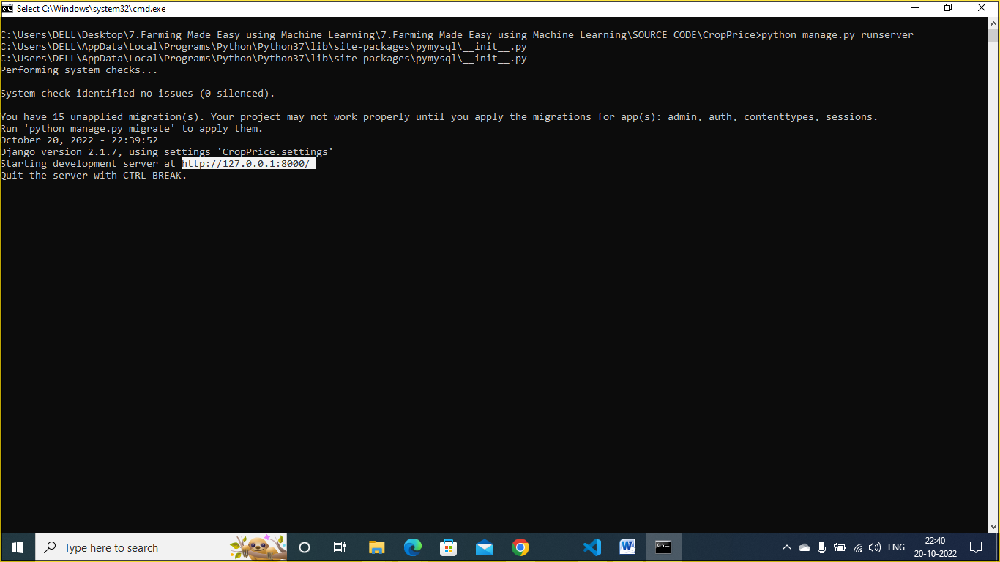 Select C:\Windows\system32\cmd.exe
C:\Users\DELL\Desktop\7.Farming Made Easy using Machine Learning\7.Farming Made Easy using Machine Learning\SOURCE CODE\CropPrice>python manage.py runserver
C:\Users\DELL\AppData\Local\Programs\Python\Python37\lib\site-packages\pymysql\__init__.py
C:\Users\DELL\AppData\Local\Programs\Python\Python37\lib\site-packages\pymysql\__init__.py
Performing system checks...
System check identified no issues (0 silenced).
You have 15 unapplied migration(s). Your project may not work properly until you apply the migrations for app(s): admin, auth, contenttypes, sessions.
Run 'python manage.py migrate' to apply them.
October 20, 2022 - 22:39:52
Django version 2.1.7, using settings 'CropPrice.settings'
Starting development server at http://127.0.0.1:8000/
Quit the server with CTRL-BREAK.
Type here to search
ENG
22:40
20-10-2022